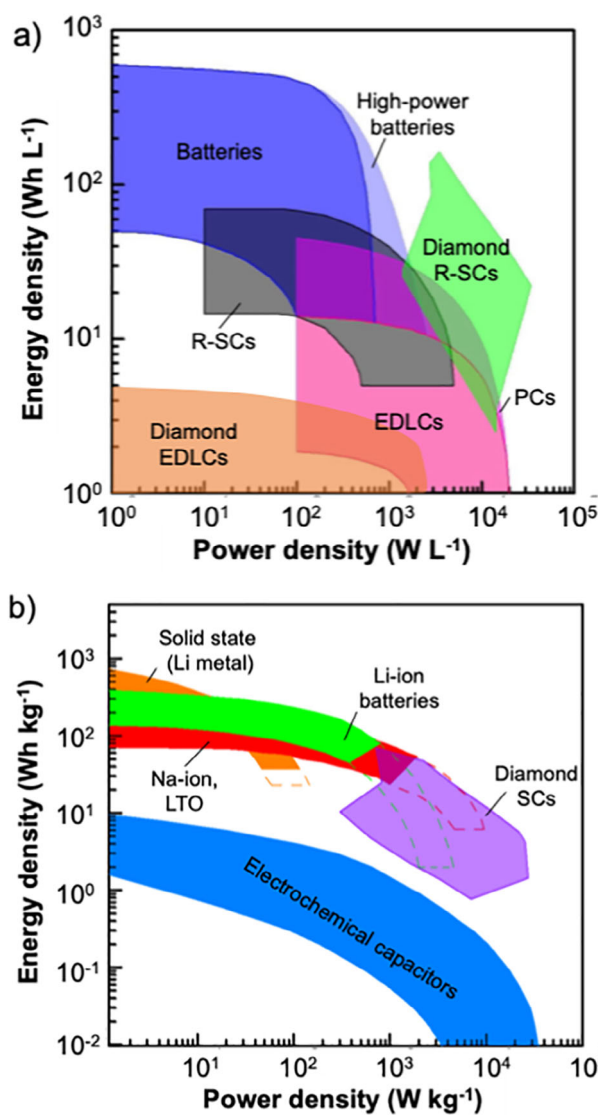 a)
10³
High-power
batteries
Batteries
10²
Diamond
R-SCs
R-SCs
10¹
PCs
EDLCs
Diamond
EDLCs
10⁰
10⁰ 10¹ 10² 10³ 10⁴ 10⁵
Energy density (Wh L⁻¹)
Power density (W L⁻¹)
b)
Solid state
(Li metal)
10³
Li-ion
batteries
10²
Na-ion,
LTO
Diamond
SCs
10¹
10⁰
Electrochemical capacitors
10⁻¹
10⁻²
10¹ 10² 10³ 10⁴ 10
Energy density (Wh kg⁻¹)
Power density (W kg⁻¹)